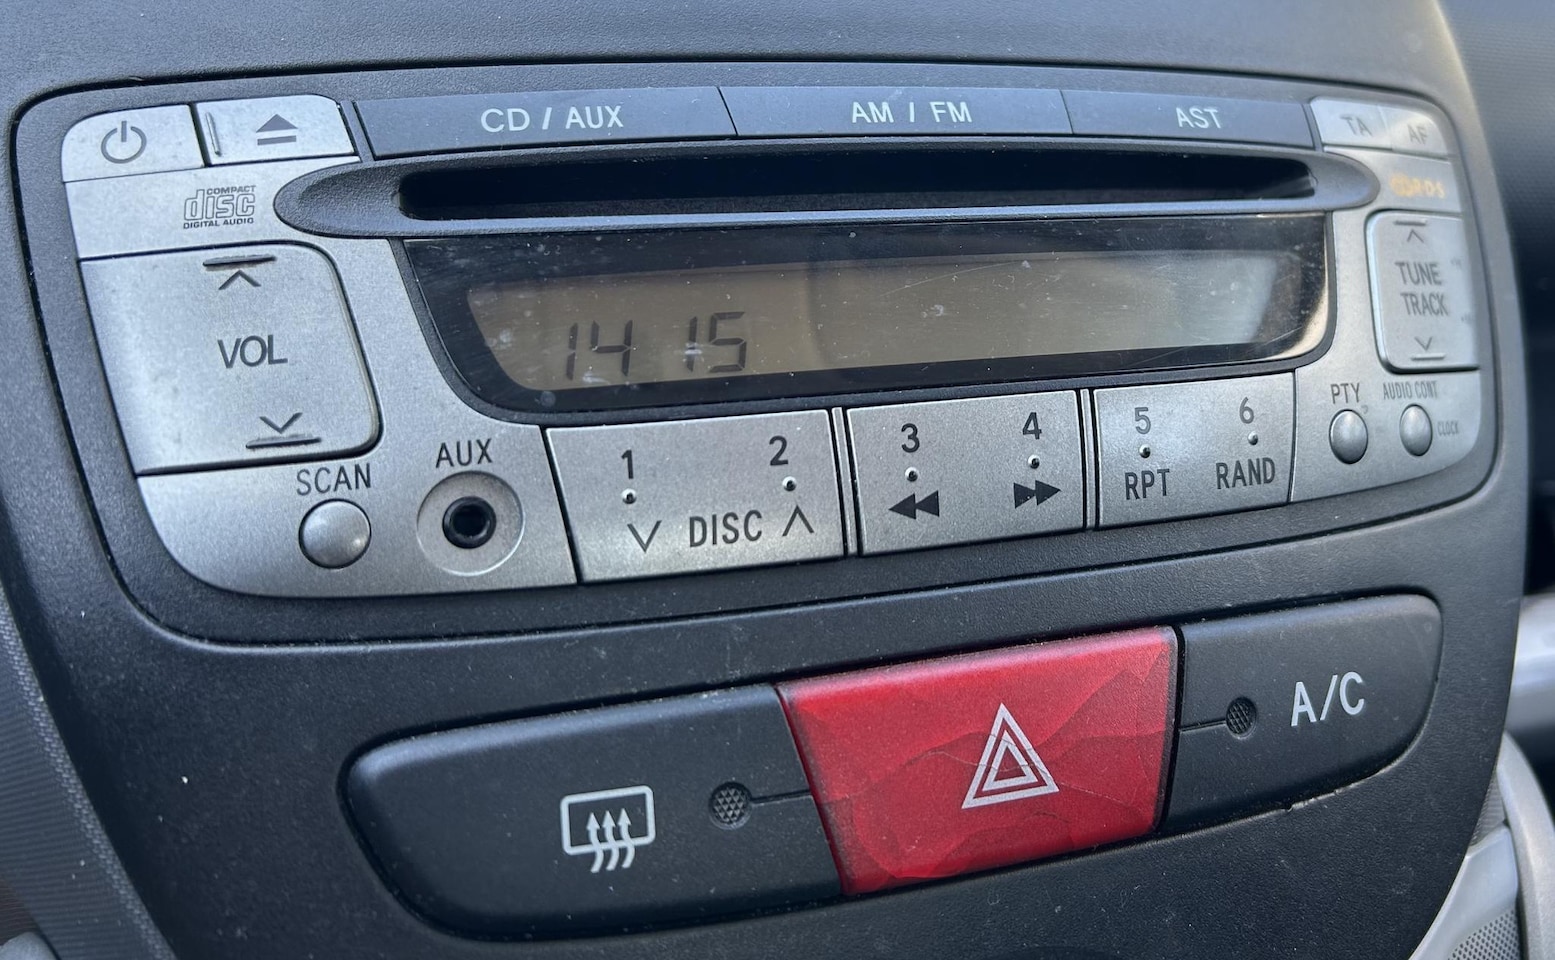 CD / AUX
AM / FM
AST
TA
AF
COMPACT
disc
DIGITAL AUDIO
RDS
VOL
14 15
TUNE
TRACK
SCAN
AUX
1
2
DISC
3
4
5
RPT
6
RAND
PTY
AUDIO CONT
CLOCK
A/C